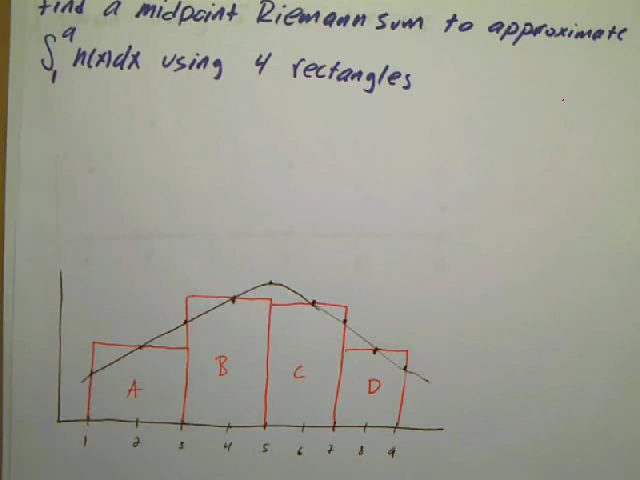 find a midpoint Riemann sum to approximate
∫₁⁹ h(x)dx using 4 rectangles
B
C
A
D
1 2 3 4 5 6 7 8 9